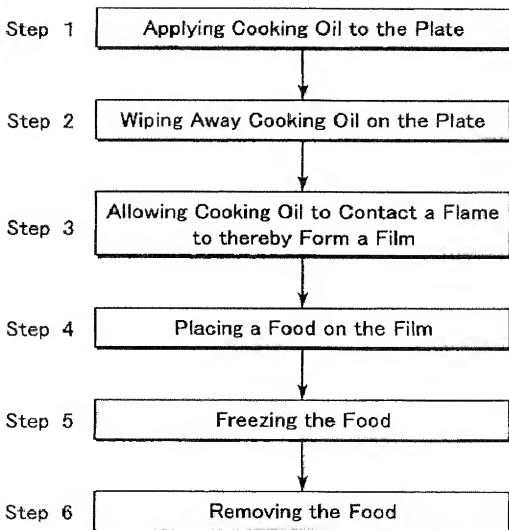 Step 1 Applying Cooking Oil to the Plate
Step 2 Wiping Away Cooking Oil on the Plate
Step 3 Allowing Cooking Oil to Contact a Flame
to thereby Form a Film
Step 4 Placing a Food on the Film
Step 5 Freezing the Food
Step 6 Removing the Food